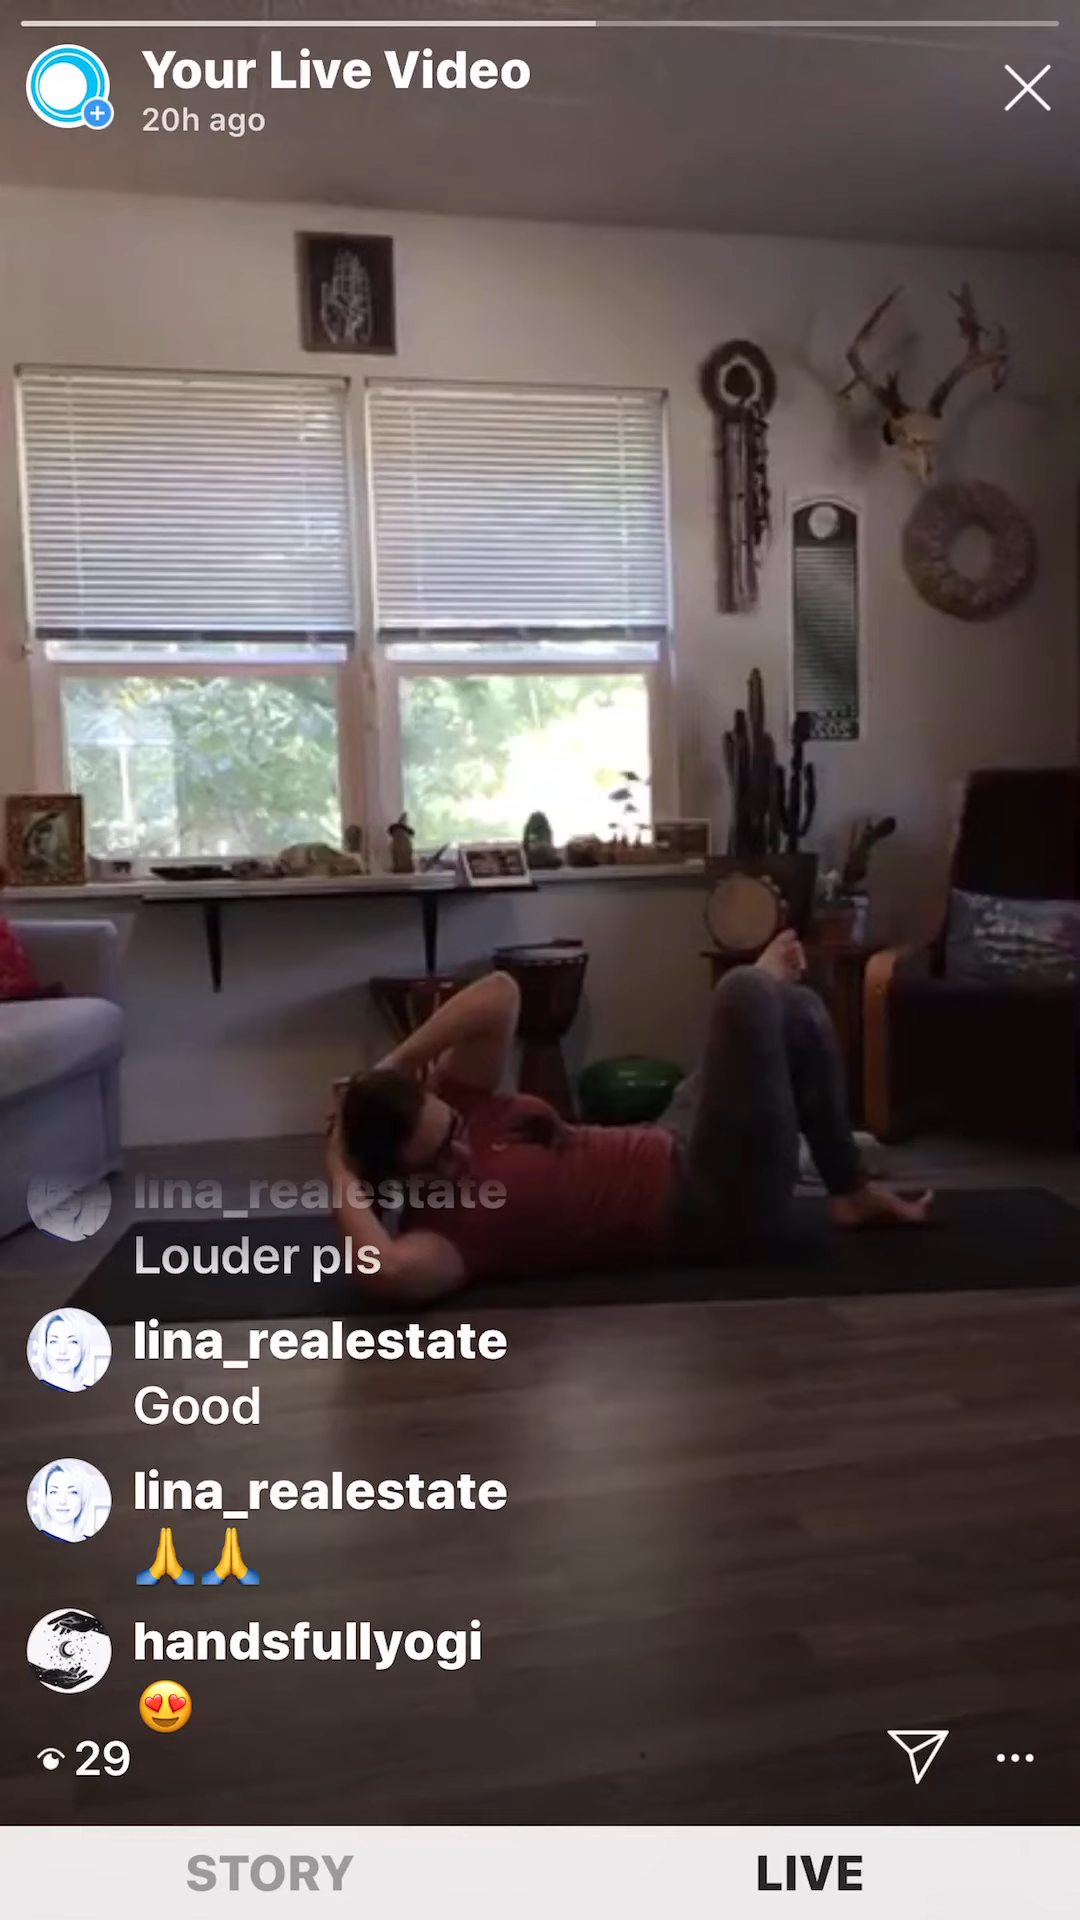 Your Live Video
20h ago
lina_realestate
Louder pls
lina_realestate
Good
lina_realestate
🙏🙏
handsfullyogi
😍
29
STORY
LIVE